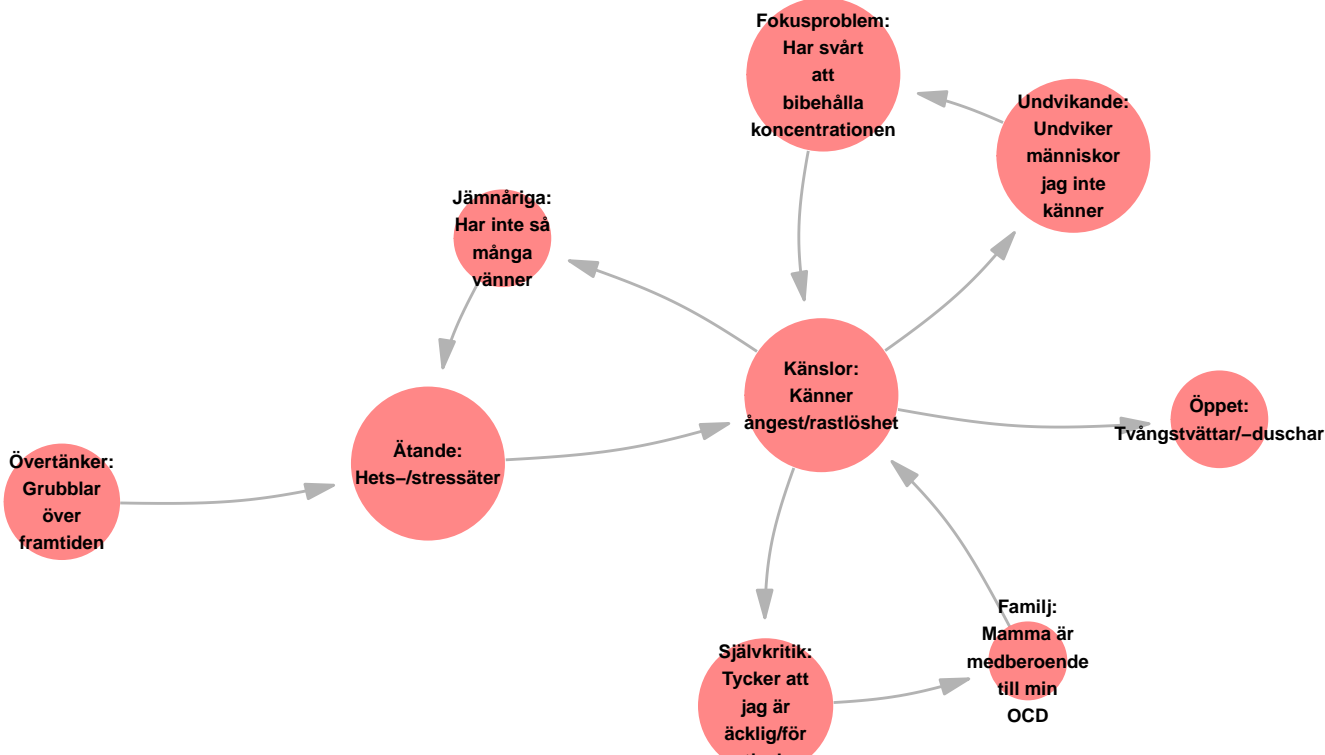 Fokusproblem:
Har svårt
att
bibehålla
koncentrationen
Undvikande:
Undviker
människor
jag inte
känner
Jämnåriga:
Har inte så
många
vänner
Känslor:
Känner
ångest/rastlöshet
Öppet:
Tvångstvättar/–duschar
Ätande:
Hets–/stressäter
Övertänker:
Grubblar
över
framtiden
Familj:
Mamma är
medberoende
till min
OCD
Självkritik:
Tycker att
jag är
äcklig/för